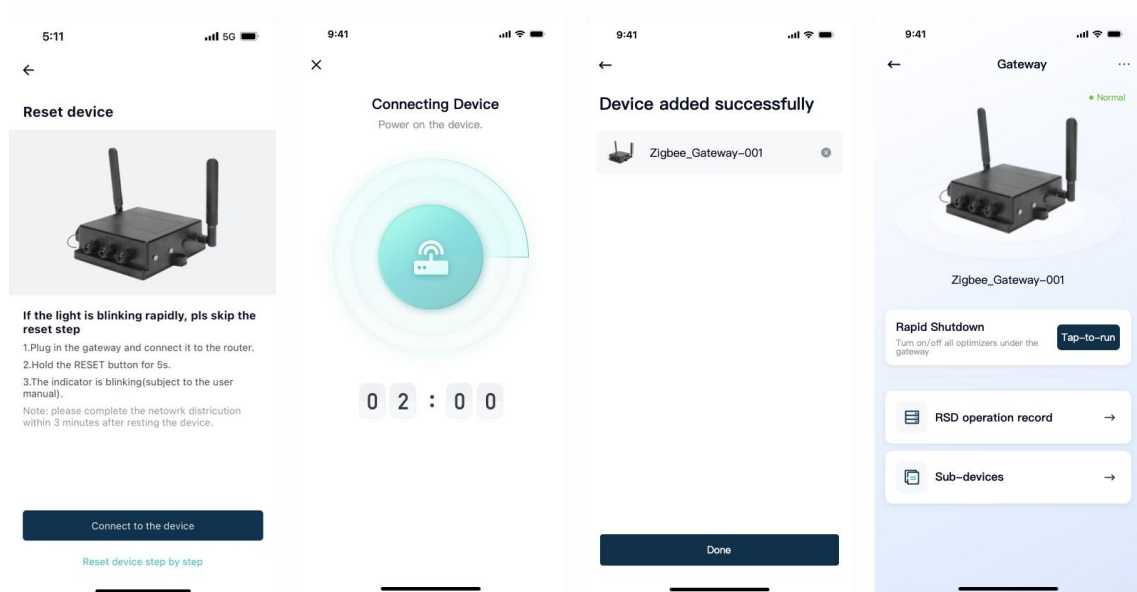 5:11
5G
Reset device
If the light is blinking rapidly, pls skip the
reset step
1.Plug in the gateway and connect it to the router.
2.Hold the RESET button for 5s.
3.The indicator is blinking(subject to the user
manual).
Note: please complete the netowrk districution
within 3 minutes after resting the device.
Connect to the device
Reset device step by step
9:41
Connecting Device
Power on the device.
02:00
9:41
Device added successfully
Zigbee_Gateway-001
Done
9:41
Gateway
Normal
Zigbee_Gateway-001
Rapid Shutdown
Turn on/off all optimizers under the
gateway
Tap-to-run
RSD operation record
Sub-devices